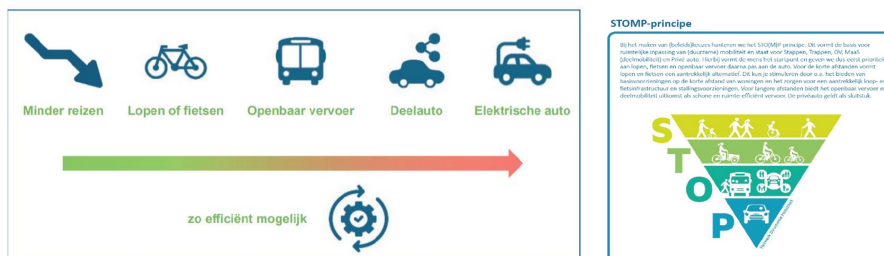 Minder reizen
Lopen of fietsen
Openbaar vervoer
Deelauto
Elektrische auto
zo efficiënt mogelijk
STOMP-principe
Bij het maken van (beleids)keuzes hanteren we het STO(M)P principe. Dit vormt de basis voor
ruimtelijke inpassing van (duurzame) mobiliteit en staat voor Stappen, Trappen, OV, MaaS
(deelmobiliteit) en Privé auto. Hierbij vormt de mens het startpunt en geven we dus eerst prioriteit
aan lopen, fietsen en openbaar vervoer daarna pas aan de auto. Voor de korte afstanden vormt
lopen en fietsen een aantrekkelijk alternatief. Dit kun je stimuleren door o.a. het bieden van
basisvoorzieningen op de korte afstand van woningen en het zorgen voor een aantrekkelijk loop- en
fietsinfrastructuur en stallingsvoorzieningen. Voor langere afstanden biedt het openbaar vervoer en
deelmobiliteit uitkomst als schone en ruimte efficiënt vervoer. De privéauto geldt als sluitstuk.
S
T
O
P